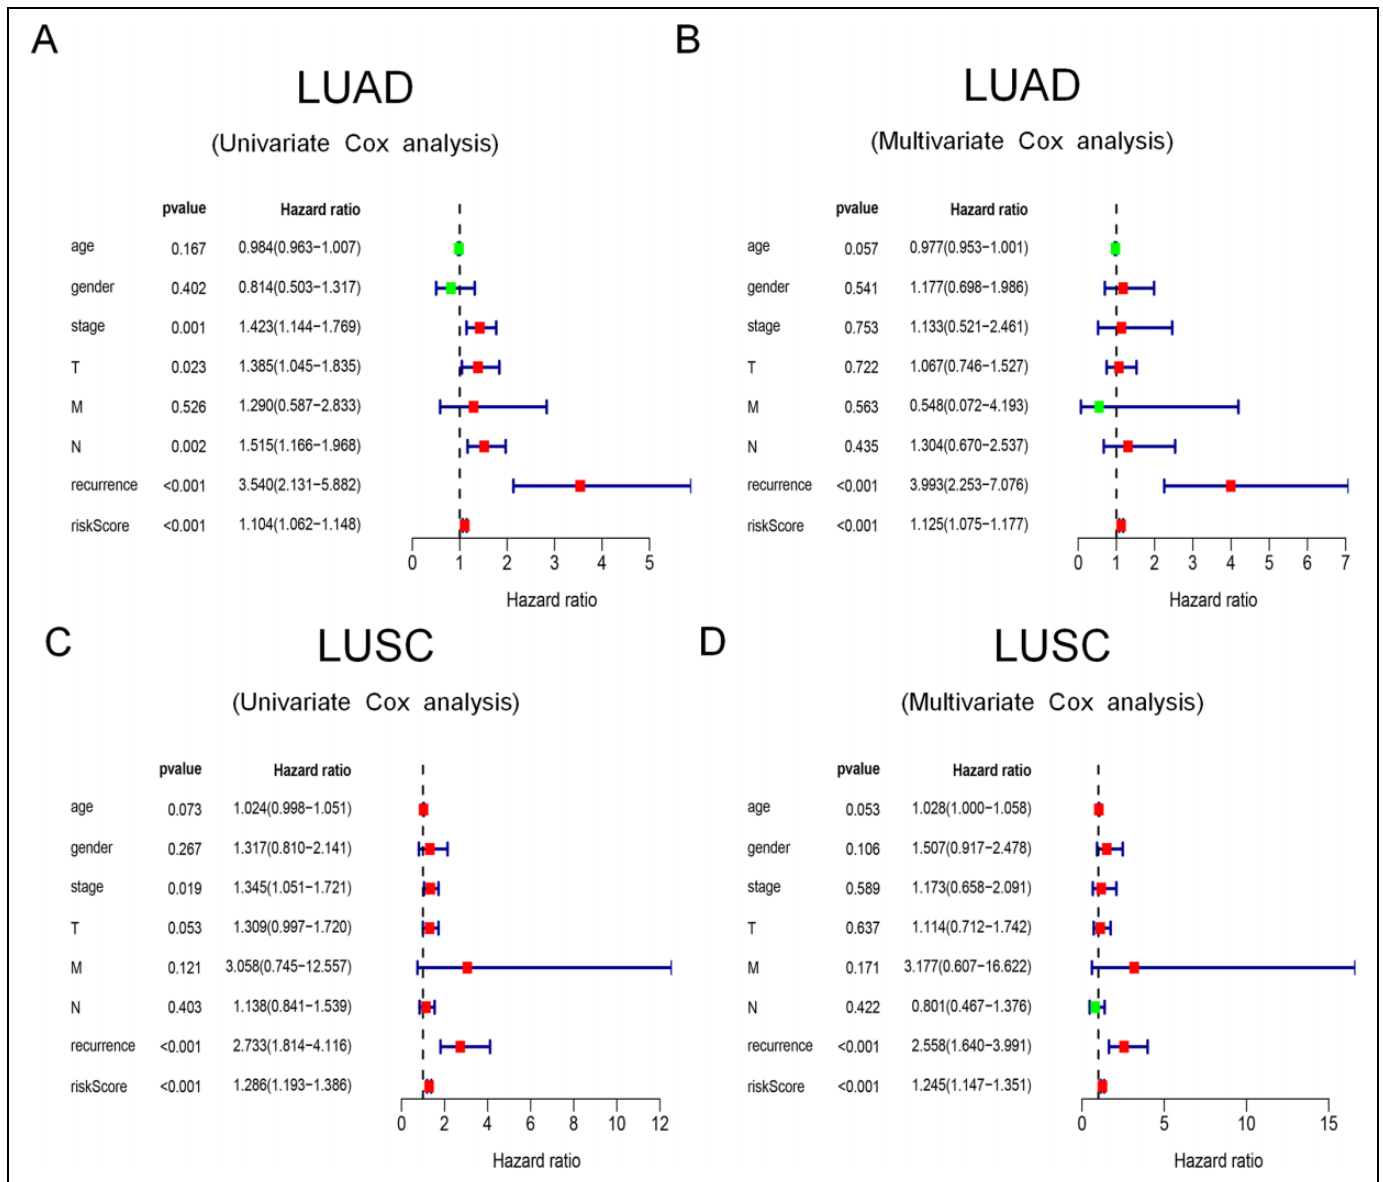 A
LUAD
(Univariate Cox analysis)
pvalue Hazard ratio
age 0.167 0.984(0.963−1.007)
gender 0.402 0.814(0.503−1.317)
stage 0.001 1.423(1.144−1.769)
T 0.023 1.385(1.045−1.835)
M 0.526 1.290(0.587−2.833)
N 0.002 1.515(1.166−1.968)
recurrence <0.001 3.540(2.131−5.882)
riskScore <0.001 1.104(1.062−1.148)
0 1 2 3 4 5
Hazard ratio
B
LUAD
(Multivariate Cox analysis)
pvalue Hazard ratio
age 0.057 0.977(0.953−1.001)
gender 0.541 1.177(0.698−1.986)
stage 0.753 1.133(0.521−2.461)
T 0.722 1.067(0.746−1.527)
M 0.563 0.548(0.072−4.193)
N 0.435 1.304(0.670−2.537)
recurrence <0.001 3.993(2.253−7.076)
riskScore <0.001 1.125(1.075−1.177)
0 1 2 3 4 5 6 7
Hazard ratio
C
LUSC
(Univariate Cox analysis)
pvalue Hazard ratio
age 0.073 1.024(0.998−1.051)
gender 0.267 1.317(0.810−2.141)
stage 0.019 1.345(1.051−1.721)
T 0.053 1.309(0.997−1.720)
M 0.121 3.058(0.745−12.557)
N 0.403 1.138(0.841−1.539)
recurrence <0.001 2.733(1.814−4.116)
riskScore <0.001 1.286(1.193−1.386)
0 2 4 6 8 10 12
Hazard ratio
D
LUSC
(Multivariate Cox analysis)
pvalue Hazard ratio
age 0.053 1.028(1.000−1.058)
gender 0.106 1.507(0.917−2.478)
stage 0.589 1.173(0.658−2.091)
T 0.637 1.114(0.712−1.742)
M 0.171 3.177(0.607−16.622)
N 0.422 0.801(0.467−1.376)
recurrence <0.001 2.558(1.640−3.991)
riskScore <0.001 1.245(1.147−1.351)
0 5 10 15
Hazard ratio